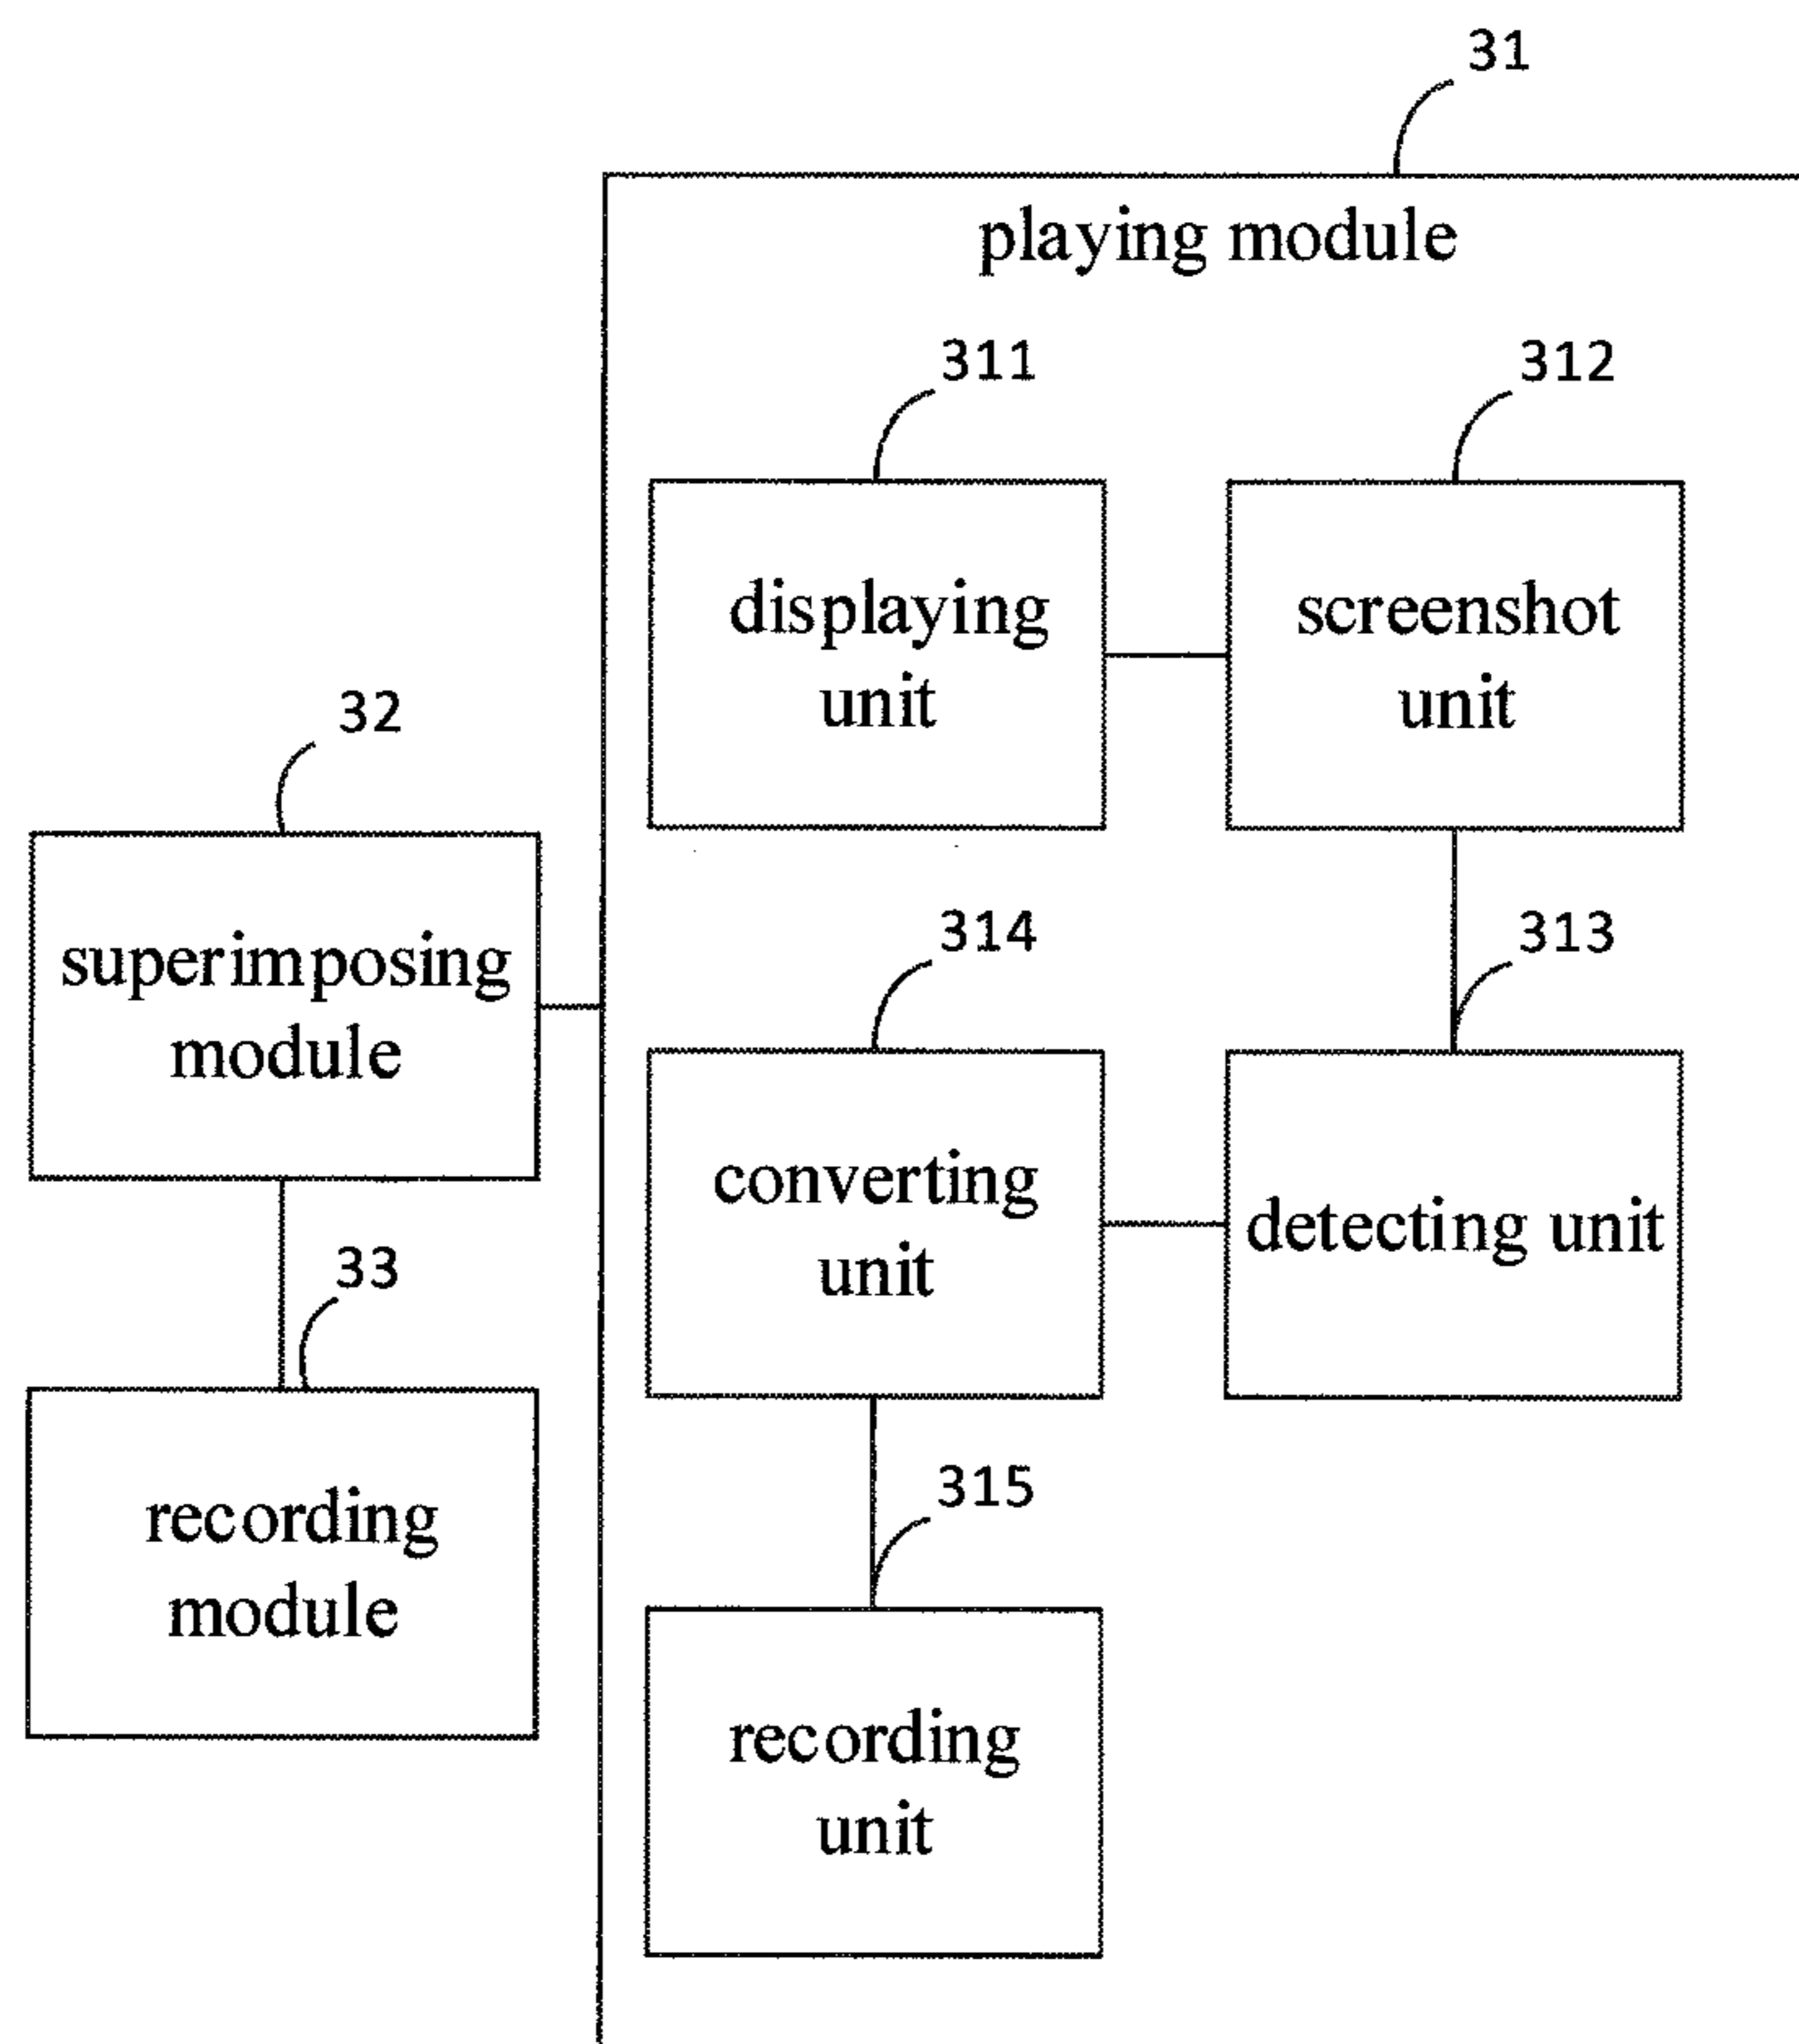 31
playing module
311
312
displaying
unit
screenshot
unit
32
superimposing
module
314
313
converting
unit
detecting unit
33
recording
module
315
recording
unit